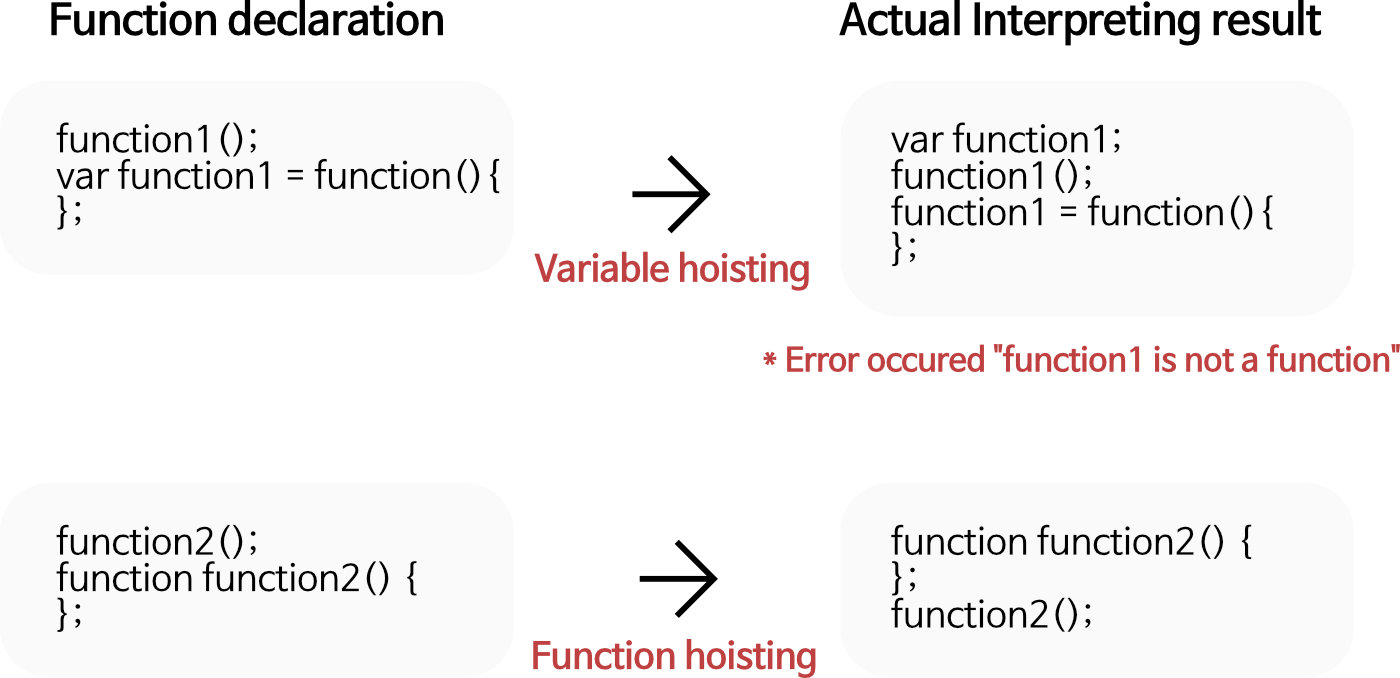 Function declaration
Actual Interpreting result
function1();
var function1 = function(){
};
Variable hoisting
var function1;
function1();
function1 = function(){
};
* Error occured "function1 is not a function"
function2();
function function2() {
};
Function hoisting
function function2() {
};
function2();